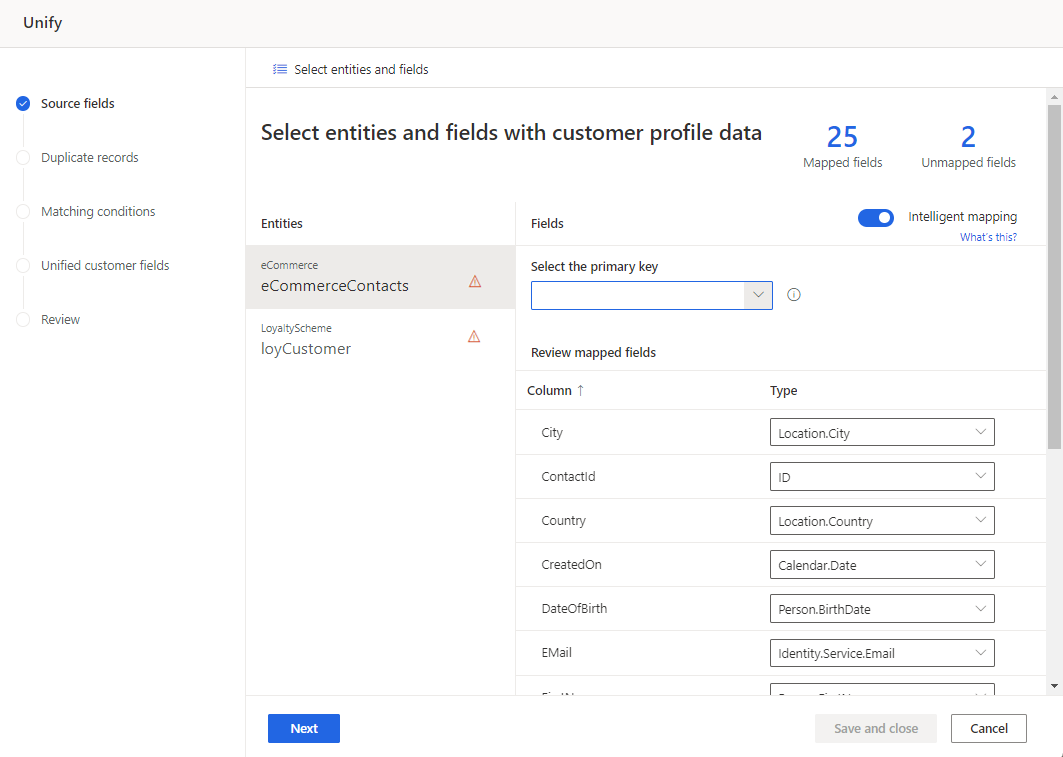 Unify
Source fields
Duplicate records
Matching conditions
Unified customer fields
Review
Select entities and fields
Select entities and fields with customer profile data
25
Mapped fields
2
Unmapped fields
Entities
eCommerce
eCommerceContacts
LoyaltyScheme
loyCustomer
Fields
Intelligent mapping
What's this?
Select the primary key
Review mapped fields
Column ↑ Type
City Location.City
ContactId ID
Country Location.Country
CreatedOn Calendar.Date
DateOfBirth Person.BirthDate
EMail Identity.Service.Email
Next
Save and close
Cancel